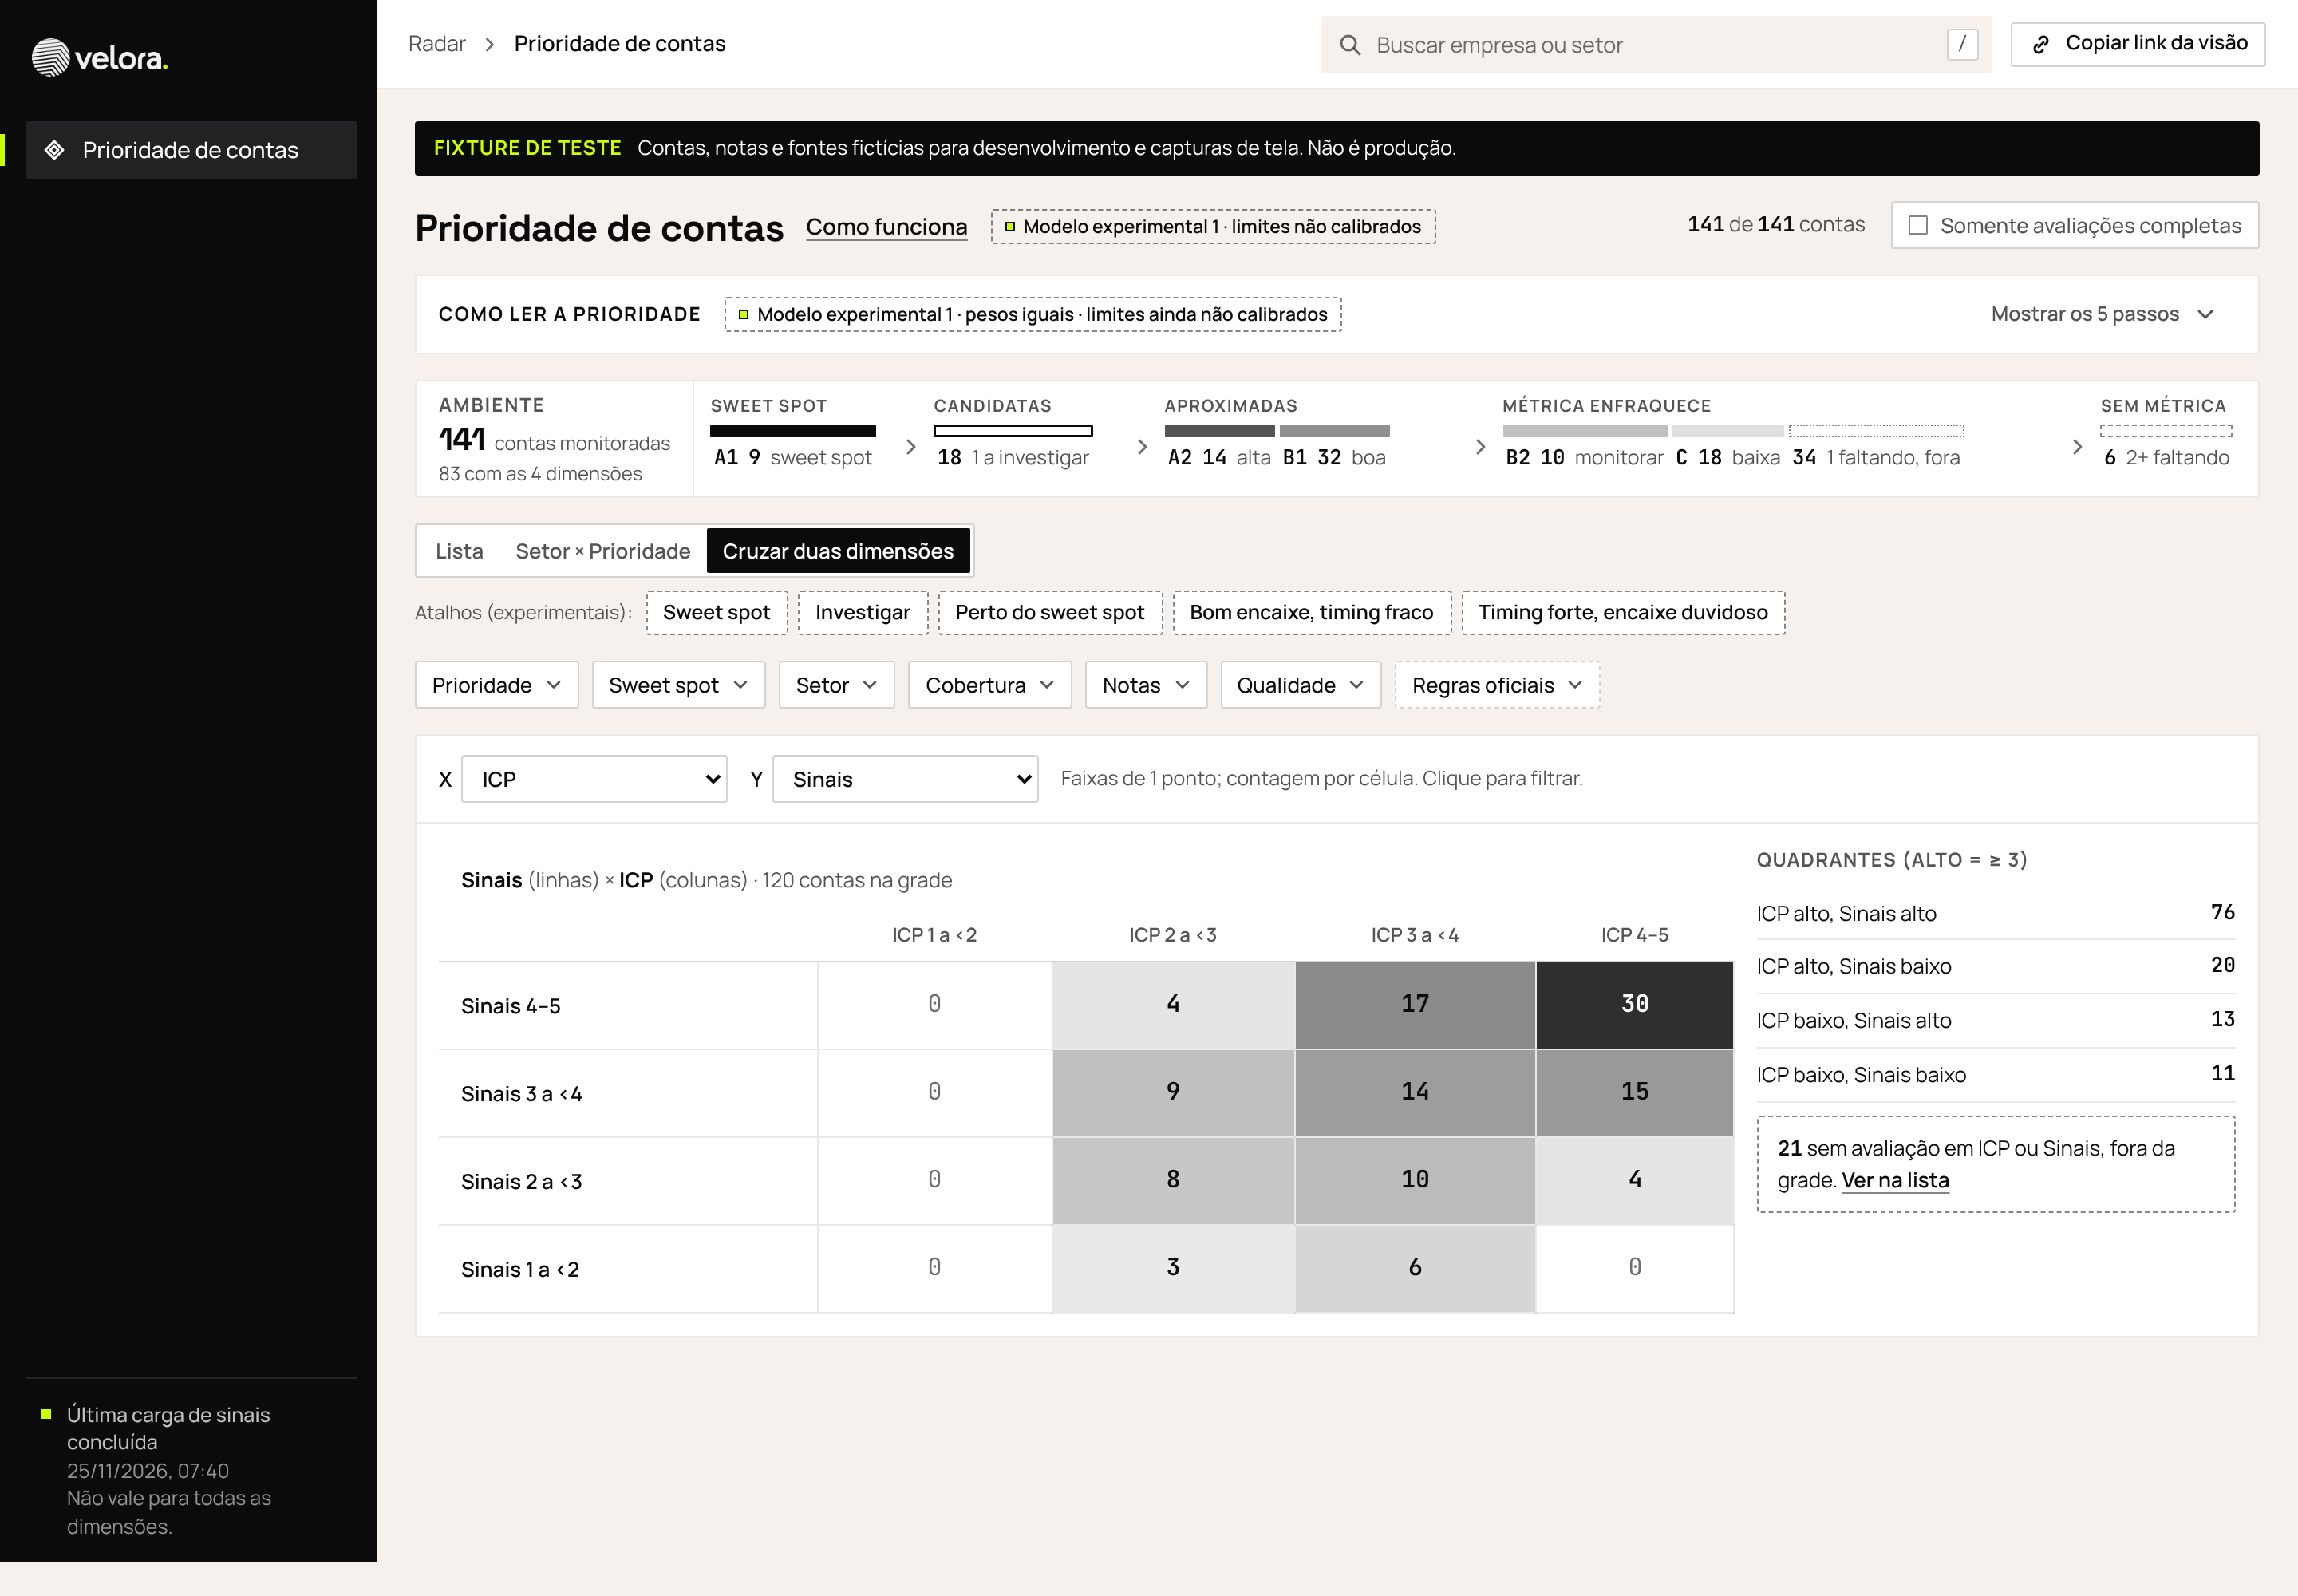 velora.
Prioridade de contas
Radar > Prioridade de contas
Buscar empresa ou setor /
Copiar link da visão
FIXTURE DE TESTE Contas, notas e fontes fictícias para desenvolvimento e capturas de tela. Não é produção.
Prioridade de contas Como funciona Modelo experimental 1 · limites não calibrados
141 de 141 contas Somente avaliações completas
COMO LER A PRIORIDADE Modelo experimental 1 · pesos iguais · limites ainda não calibrados Mostrar os 5 passos
AMBIENTE
141 contas monitoradas
83 com as 4 dimensões
SWEET SPOT
A1 9 sweet spot
CANDIDATAS
18 1 a investigar
APROXIMADAS
A2 14 alta B1 32 boa
MÉTRICA ENFRAQUECE
B2 10 monitorar C 18 baixa 34 1 faltando, fora
SEM MÉTRICA
6 2+ faltando
Lista Setor × Prioridade Cruzar duas dimensões
Atalhos (experimentais): Sweet spot Investigar Perto do sweet spot Bom encaixe, timing fraco Timing forte, encaixe duvidoso
Prioridade Sweet spot Setor Cobertura Notas Qualidade Regras oficiais
X ICP Y Sinais Faixas de 1 ponto; contagem por célula. Clique para filtrar.
Sinais (linhas) × ICP (colunas) · 120 contas na grade
ICP 1 a <2 ICP 2 a <3 ICP 3 a <4 ICP 4–5
Sinais 4–5 0 4 17 30
Sinais 3 a <4 0 9 14 15
Sinais 2 a <3 0 8 10 4
Sinais 1 a <2 0 3 6 0
QUADRANTES (ALTO = ≥ 3)
ICP alto, Sinais alto 76
ICP alto, Sinais baixo 20
ICP baixo, Sinais alto 13
ICP baixo, Sinais baixo 11
21 sem avaliação em ICP ou Sinais, fora da
grade. Ver na lista
Última carga de sinais
concluída
25/11/2026, 07:40
Não vale para todas as
dimensões.